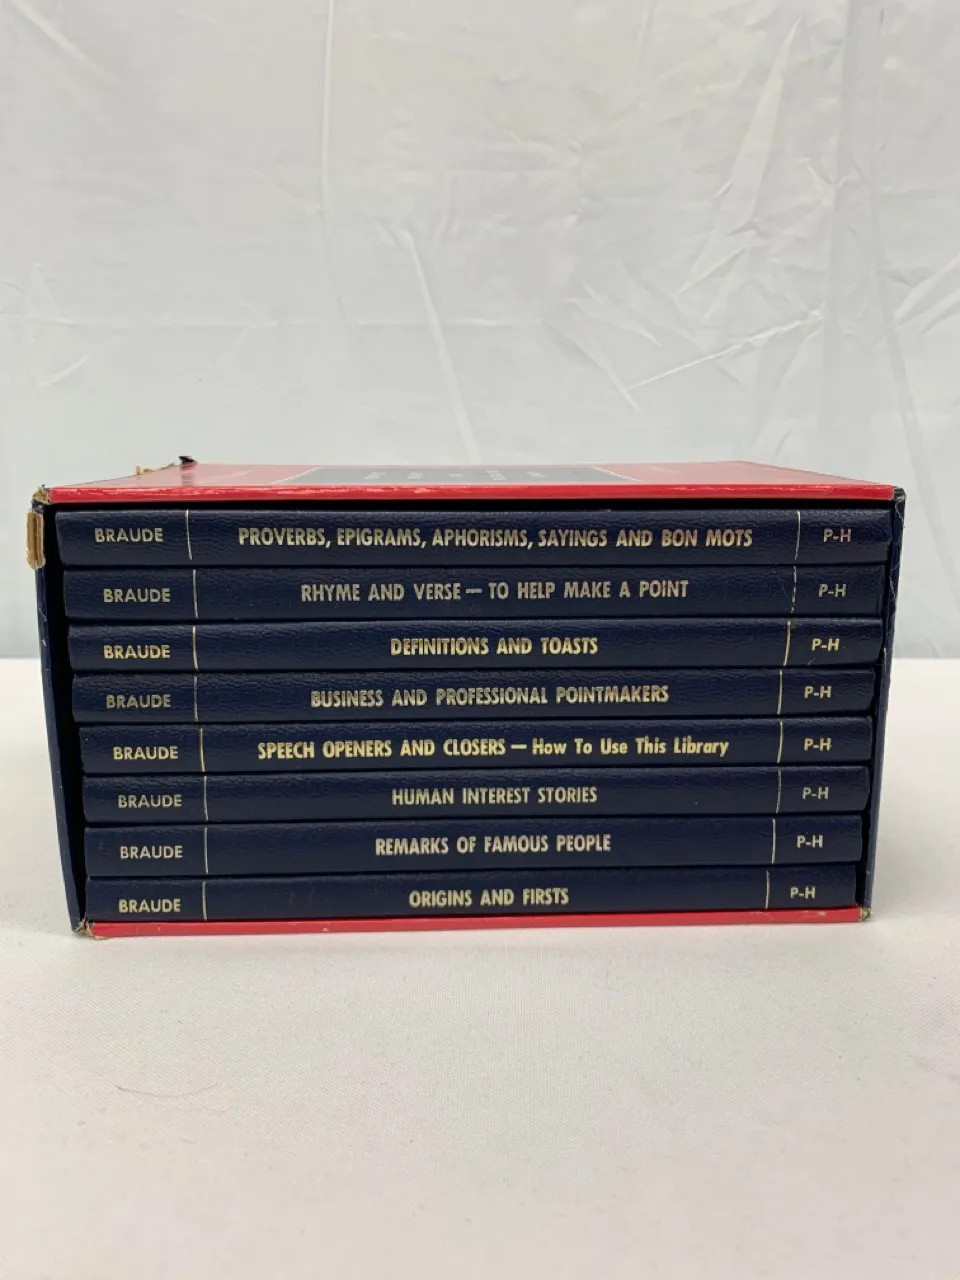 BRAUDE PROVERBS, EPIGRAMS, APHORISMS, SAYINGS AND BON MOTS P-H
BRAUDE RHYME AND VERSE — TO HELP MAKE A POINT P-H
BRAUDE DEFINITIONS AND TOASTS P-H
BRAUDE BUSINESS AND PROFESSIONAL POINTMAKERS P-H
BRAUDE SPEECH OPENERS AND CLOSERS — How To Use This Library P-H
BRAUDE HUMAN INTEREST STORIES P-H
BRAUDE REMARKS OF FAMOUS PEOPLE P-H
BRAUDE ORIGINS AND FIRSTS P-H